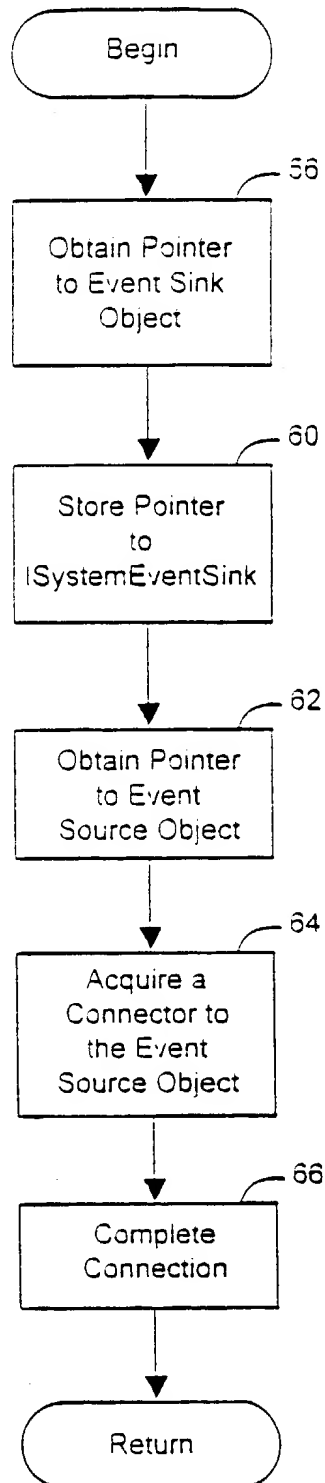 Begin
56
Obtain Pointer
to Event Sink
Object
60
Store Pointer
to
ISystemEventSink
62
Obtain Pointer
to Event
Source Object
64
Acquire a
Connector to
the Event
Source Object
66
Complete
Connection
Return